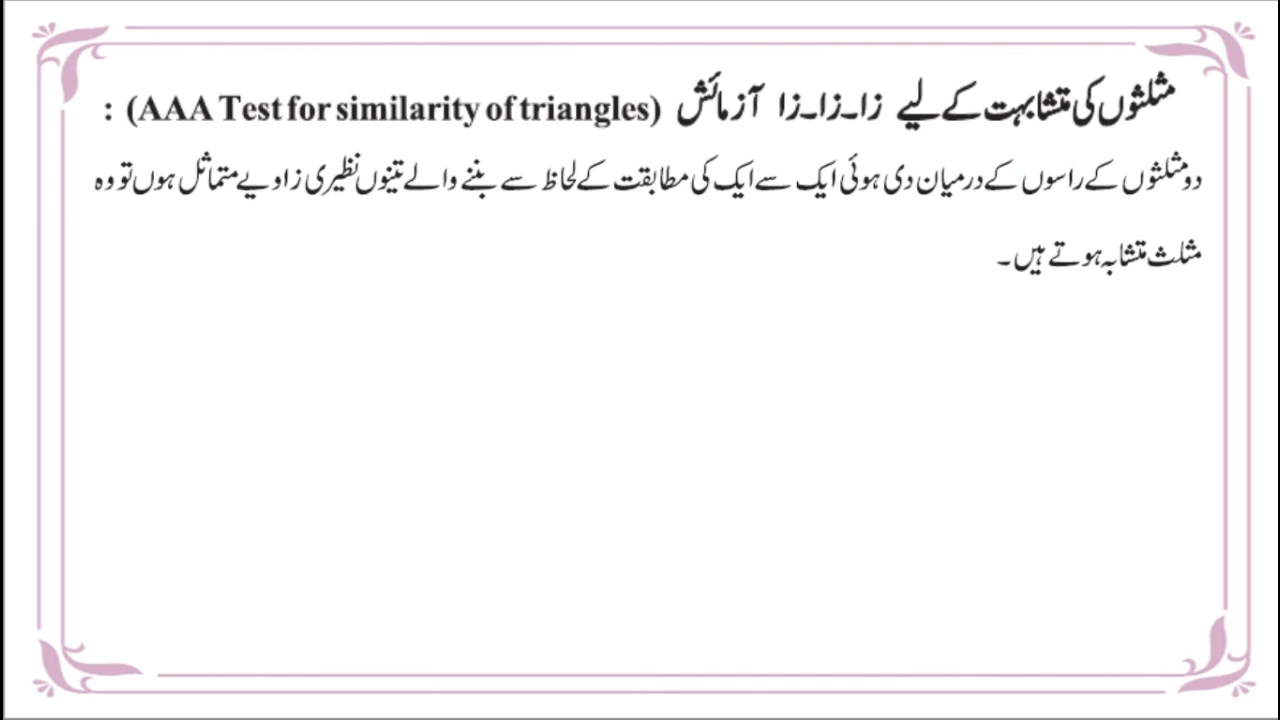 مثلثوں کی متشابہت کے لیے زا۔زا۔زا آزمائش (AAA Test for similarity of triangles) :
دو مثلثوں کے راسوں کے درمیان دی ہوئی ایک سے ایک کی مطابقت کے لحاظ سے بننے والے تینوں نظیری زاویے متماثل ہوں تو وہ
مثلث متشابہ ہوتے ہیں۔